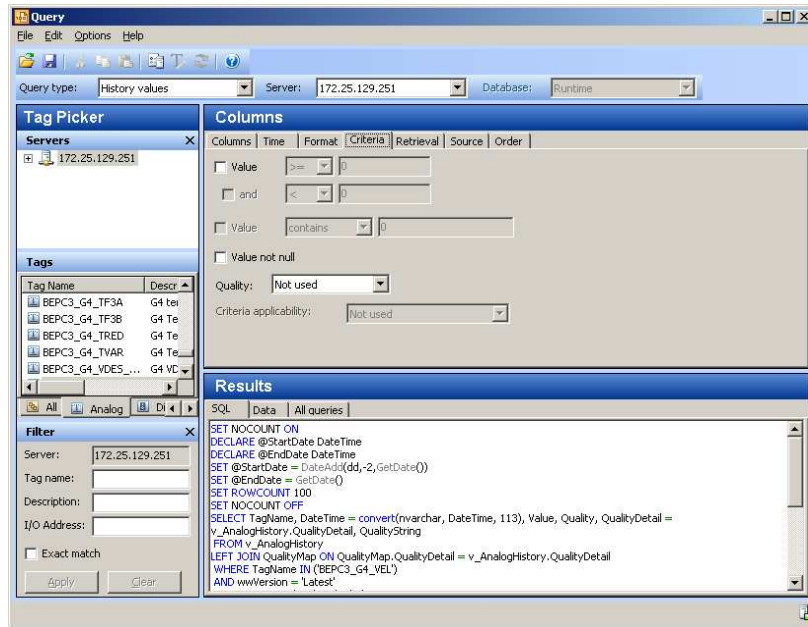 Query
File Edit Options Help
Query type: History values Server: 172.25.129.251 Database: Runtime
Tag Picker
Servers
172.25.129.251
Tags
Tag Name Descr
BEPC3_G4_TF3A G4 ter
BEPC3_G4_TF3B G4 Te
BEPC3_G4_TRED G4 Te
BEPC3_G4_TVAR G4 Te
BEPC3_G4_VDES_... G4 VD
All Analog Di
Filter
Server: 172.25.129.251
Tag name:
Description:
I/O Address:
Exact match
Apply Clear
Columns
Columns Time Format Criteria Retrieval Source Order
Value >= 0
and < 0
Value contains 0
Value not null
Quality: Not used
Criteria applicability: Not used
Results
SQL Data All queries
SET NOCOUNT ON
DECLARE @StartDate DateTime
DECLARE @EndDate DateTime
SET @StartDate = DateAdd(dd,-2,GetDate())
SET @EndDate = GetDate()
SET ROWCOUNT 100
SET NOCOUNT OFF
SELECT TagName, DateTime = convert(nvarchar, DateTime, 113), Value, Quality, QualityDetail =
v_AnalogHistory.QualityDetail, QualityString
FROM v_AnalogHistory
LEFT JOIN QualityMap ON QualityMap.QualityDetail = v_AnalogHistory.QualityDetail
WHERE TagName IN ('BEPC3_G4_VEL')
AND wwVersion = 'Latest'